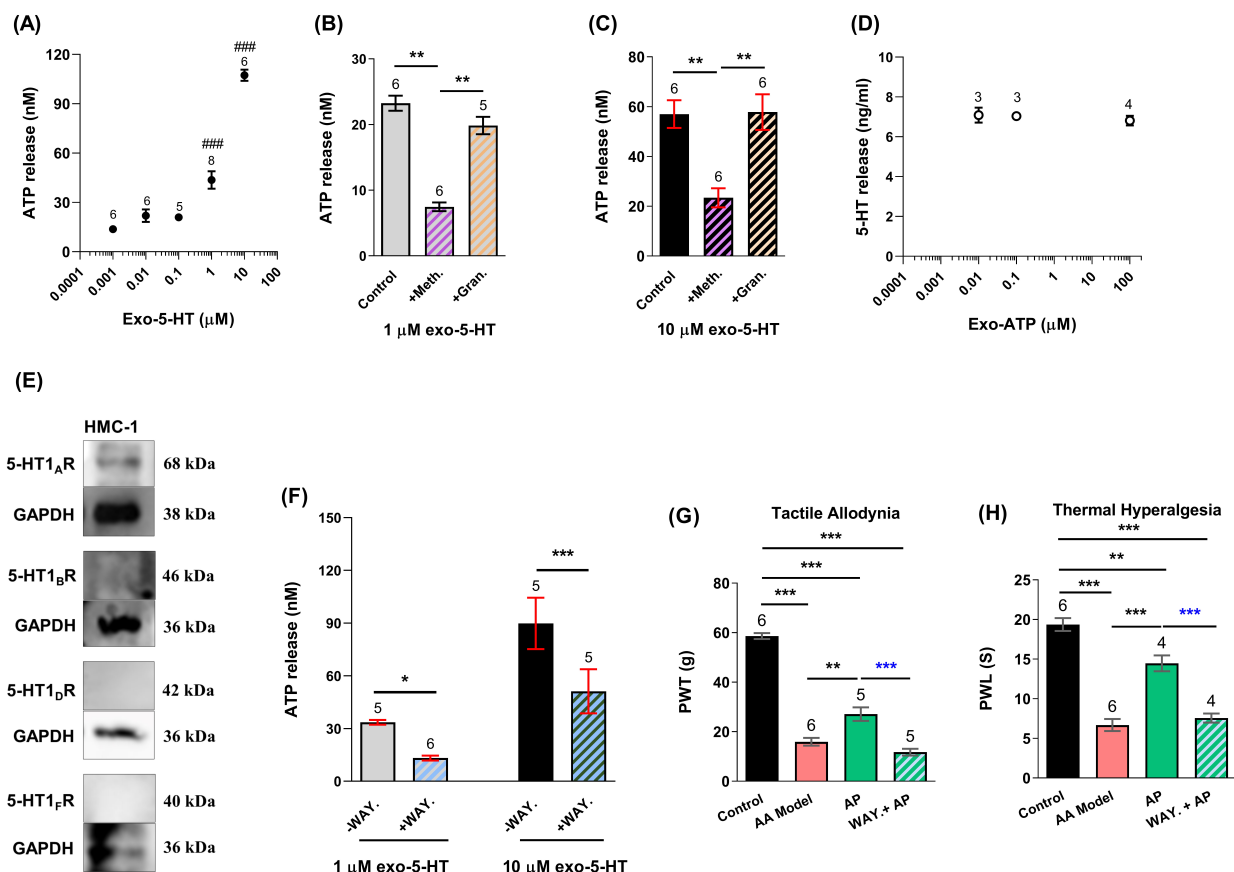 (A)
ATP release (nM)
120
90
60
30
0
6
6
5
8
###
6
###
0.0001
0.001
0.01
0.1
1
10
100
Exo-5-HT (μM)
(B)
ATP release (nM)
30
20
10
0
**
**
6
6
5
Control
+Meth.
+Gran.
1 μM exo-5-HT
(C)
ATP release (nM)
80
60
40
20
0
**
**
6
6
6
Control
+Meth.
+Gran.
10 μM exo-5-HT
(D)
5-HT release (ng/ml)
10
8
6
4
2
0
3
3
4
0.0001
0.001
0.01
0.1
1
10
100
Exo-ATP (μM)
(E)
HMC-1
5-HT1AR 68 kDa
GAPDH 38 kDa
5-HT1BR 46 kDa
GAPDH 36 kDa
5-HT1DR 42 kDa
GAPDH 36 kDa
5-HT1FR 40 kDa
GAPDH 36 kDa
(F)
ATP release (nM)
150
120
90
60
30
0
*
***
5
6
5
5
-WAY.
+WAY.
-WAY.
+WAY.
1 μM exo-5-HT
10 μM exo-5-HT
(G)
Tactile Allodynia
PWT (g)
80
60
40
20
0
***
***
***
**
***
6
6
5
5
Control
AA Model
AP
WAY.+ AP
(H)
Thermal Hyperalgesia
PWL (S)
25
20
15
10
5
0
***
**
***
***
***
6
6
4
4
Control
AA Model
AP
WAY. + AP